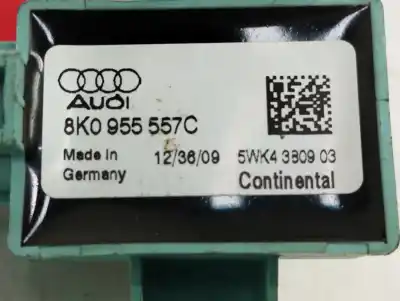 Audi
8K0 955 557C
Made in Germany
12/36/09
5WK4 3809 03
Continental